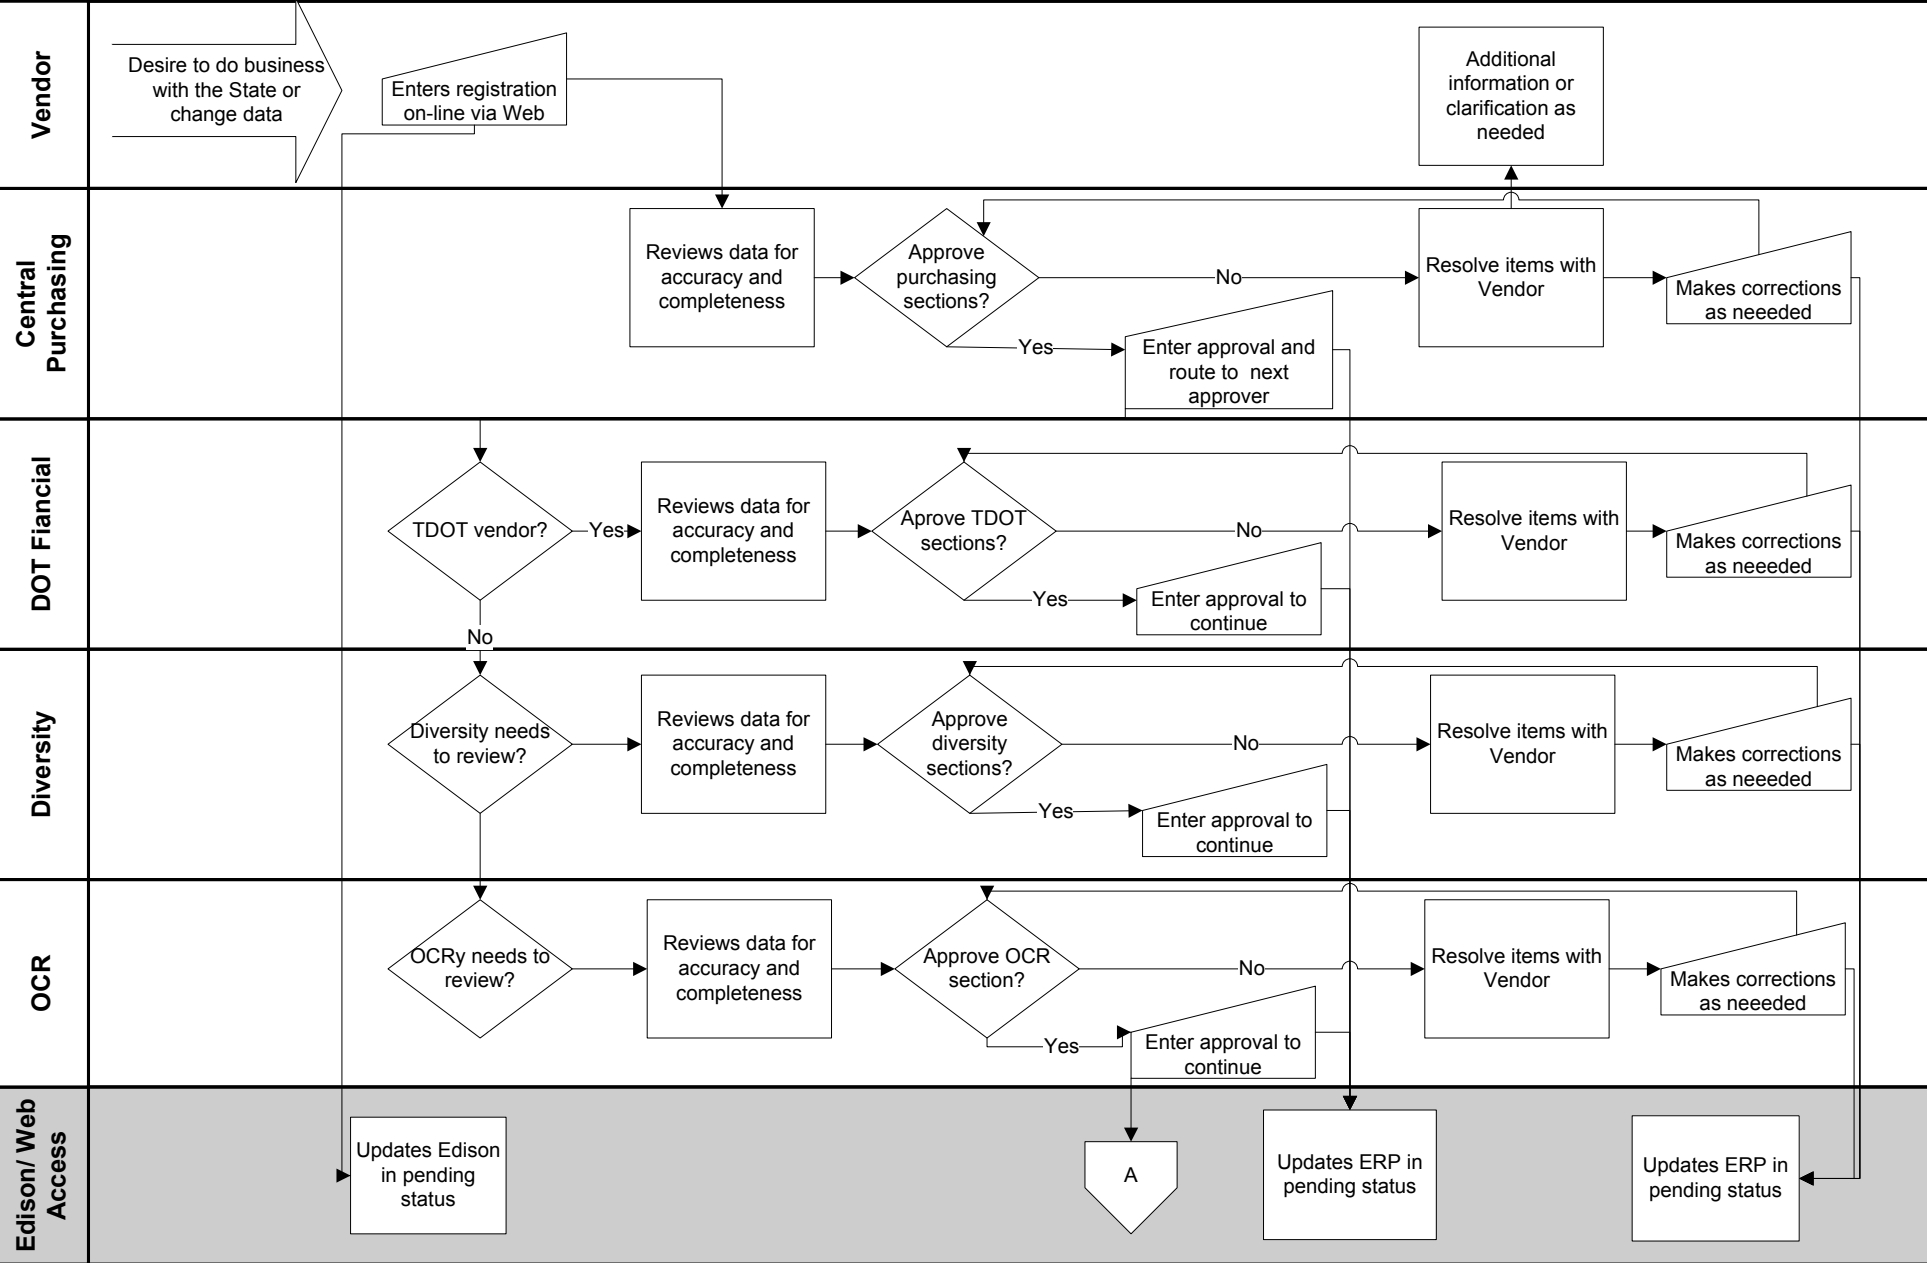 Vendor
Desire to do business
with the State or
change data
Enters registration
on-line via Web
Additional
information or
clarification as
needed
Central
Purchasing
Reviews data for
accuracy and
completeness
Approve
purchasing
sections?
No
Resolve items with
Vendor
Makes corrections
as neeeded
Yes
Enter approval and
route to next
approver
DOT Fiancial
TDOT vendor?
Yes
Reviews data for
accuracy and
completeness
Aprove TDOT
sections?
No
Resolve items with
Vendor
Makes corrections
as neeeded
Yes
Enter approval to
continue
No
Diversity
Diversity needs
to review?
Reviews data for
accuracy and
completeness
Approve
diversity
sections?
No
Resolve items with
Vendor
Makes corrections
as neeeded
Yes
Enter approval to
continue
OCR
OCRy needs to
review?
Reviews data for
accuracy and
completeness
Approve OCR
section?
No
Resolve items with
Vendor
Makes corrections
as neeeded
Yes
Enter approval to
continue
Edison/ Web
Access
Updates Edison
in pending
status
A
Updates ERP in
pending status
Updates ERP in
pending status